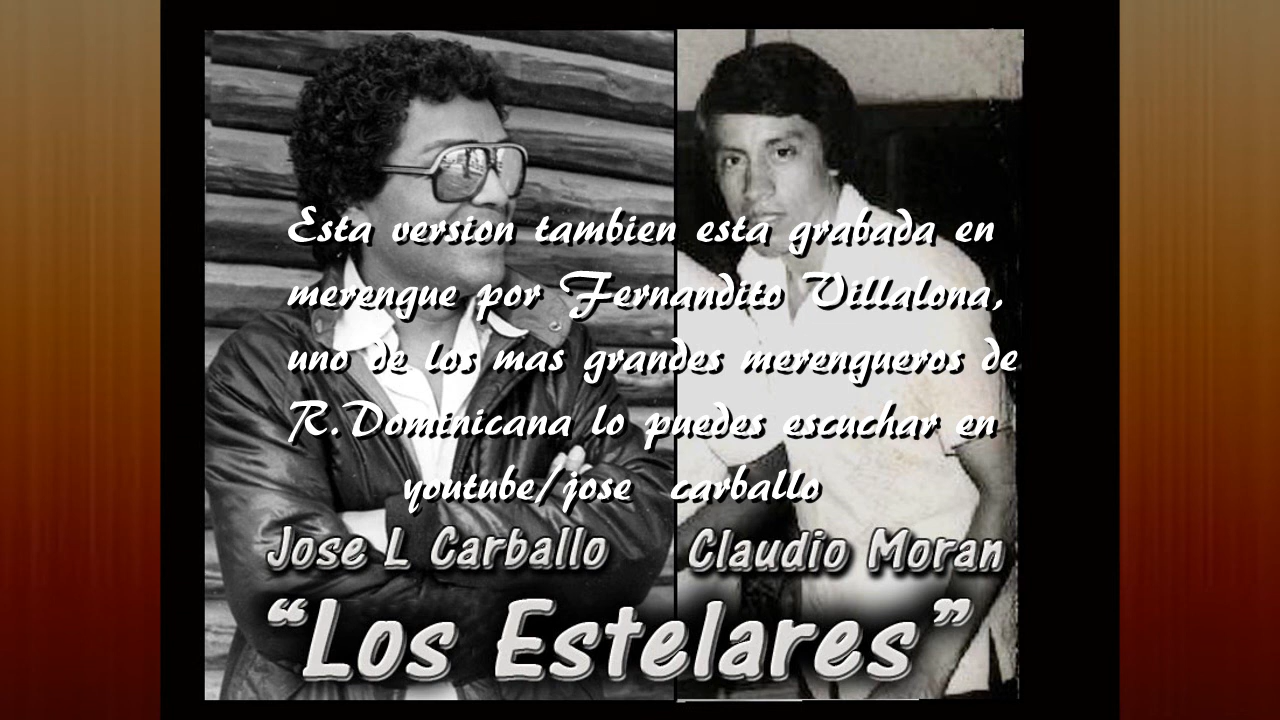 Esta version tambien esta grabada en
merengue por Fernandito Villalona,
uno de los mas grandes merengueros de
R.Dominicana lo puedes escuchar en
youtube/jose carballo
Jose L Carballo Claudio Moran
“Los Estelares”